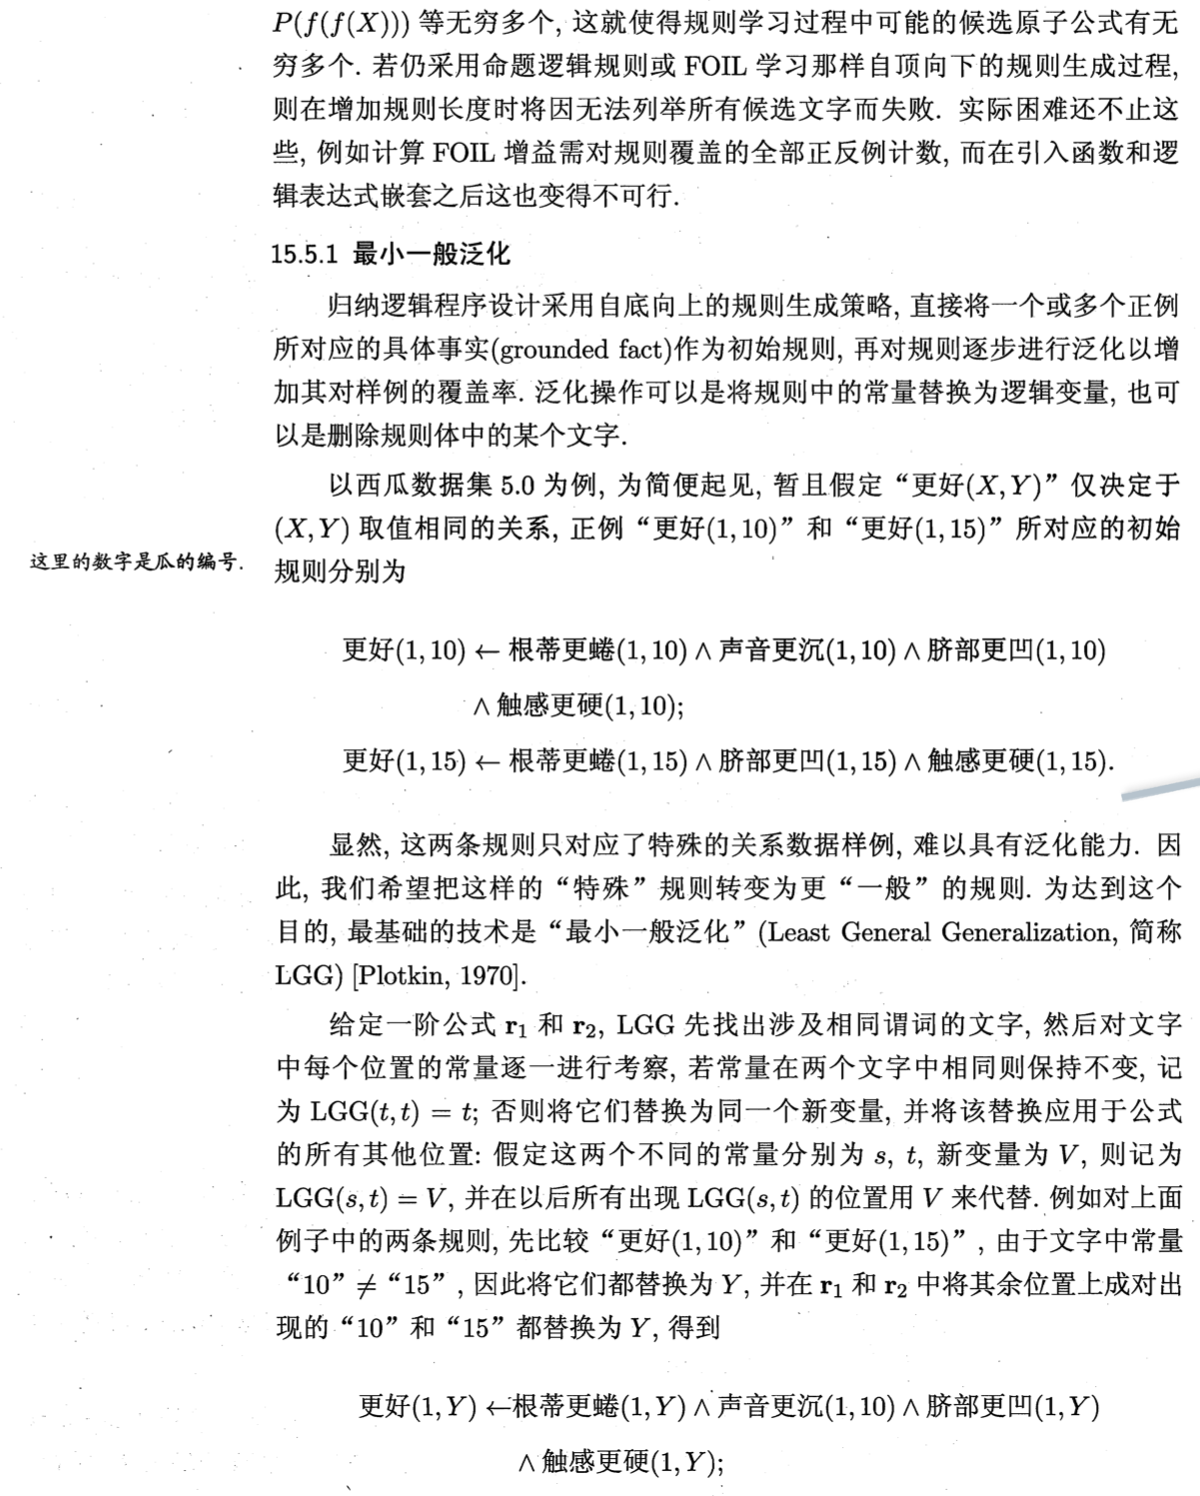 P(f(f(X))) 等无穷多个, 这就使得规则学习过程中可能的候选原子公式有无
穷多个. 若仍采用命题逻辑规则或 FOIL 学习那样自顶向下的规则生成过程,
则在增加规则长度时将因无法列举所有候选文字而失败. 实际困难还不止这
些, 例如计算 FOIL 增益需对规则覆盖的全部正反例计数, 而在引入函数和逻
辑表达式嵌套之后这也变得不可行.
15.5.1 最小一般泛化
归纳逻辑程序设计采用自底向上的规则生成策略, 直接将一个或多个正例
所对应的具体事实(grounded fact)作为初始规则, 再对规则逐步进行泛化以增
加其对样例的覆盖率. 泛化操作可以是将规则中的常量替换为逻辑变量, 也可
以是删除规则体中的某个文字.
以西瓜数据集 5.0 为例, 为简便起见, 暂且假定“更好(X, Y)”仅决定于
(X, Y) 取值相同的关系, 正例“更好(1, 10)”和“更好(1, 15)”所对应的初始
这里的数字是瓜的编号.
规则分别为
更好(1, 10) ← 根蒂更蜷(1, 10) ∧ 声音更沉(1, 10) ∧ 脐部更凹(1, 10)
∧ 触感更硬(1, 10);
更好(1, 15) ← 根蒂更蜷(1, 15) ∧ 脐部更凹(1, 15) ∧ 触感更硬(1, 15).
显然, 这两条规则只对应了特殊的关系数据样例, 难以具有泛化能力. 因
此, 我们希望把这样的“特殊”规则转变为更“一般”的规则. 为达到这个
目的, 最基础的技术是“最小一般泛化”(Least General Generalization, 简称
LGG) [Plotkin, 1970].
给定一阶公式 r₁ 和 r₂, LGG 先找出涉及相同谓词的文字, 然后对文字
中每个位置的常量逐一进行考察, 若常量在两个文字中相同则保持不变, 记
为 LGG(t, t) = t; 否则将它们替换为同一个新变量, 并将该替换应用于公式
的所有其他位置: 假定这两个不同的常量分别为 s, t, 新变量为 V, 则记为
LGG(s, t) = V, 并在以后所有出现 LGG(s, t) 的位置用 V 来代替. 例如对上面
例子中的两条规则, 先比较“更好(1, 10)”和“更好(1, 15)”, 由于文字中常量
“10” ≠ “15”, 因此将它们都替换为 Y, 并在 r₁ 和 r₂ 中将其余位置上成对出
现的“10”和“15”都替换为 Y, 得到
更好(1, Y) ←根蒂更蜷(1, Y) ∧ 声音更沉(1, 10) ∧ 脐部更凹(1, Y)
∧ 触感更硬(1, Y);